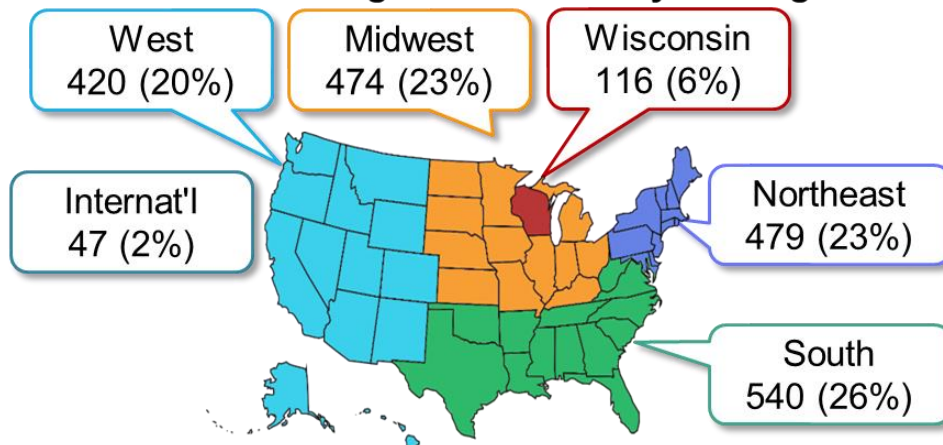 West
420 (20%)
Midwest
474 (23%)
Wisconsin
116 (6%)
Internat'l
47 (2%)
Northeast
479 (23%)
South
540 (26%)